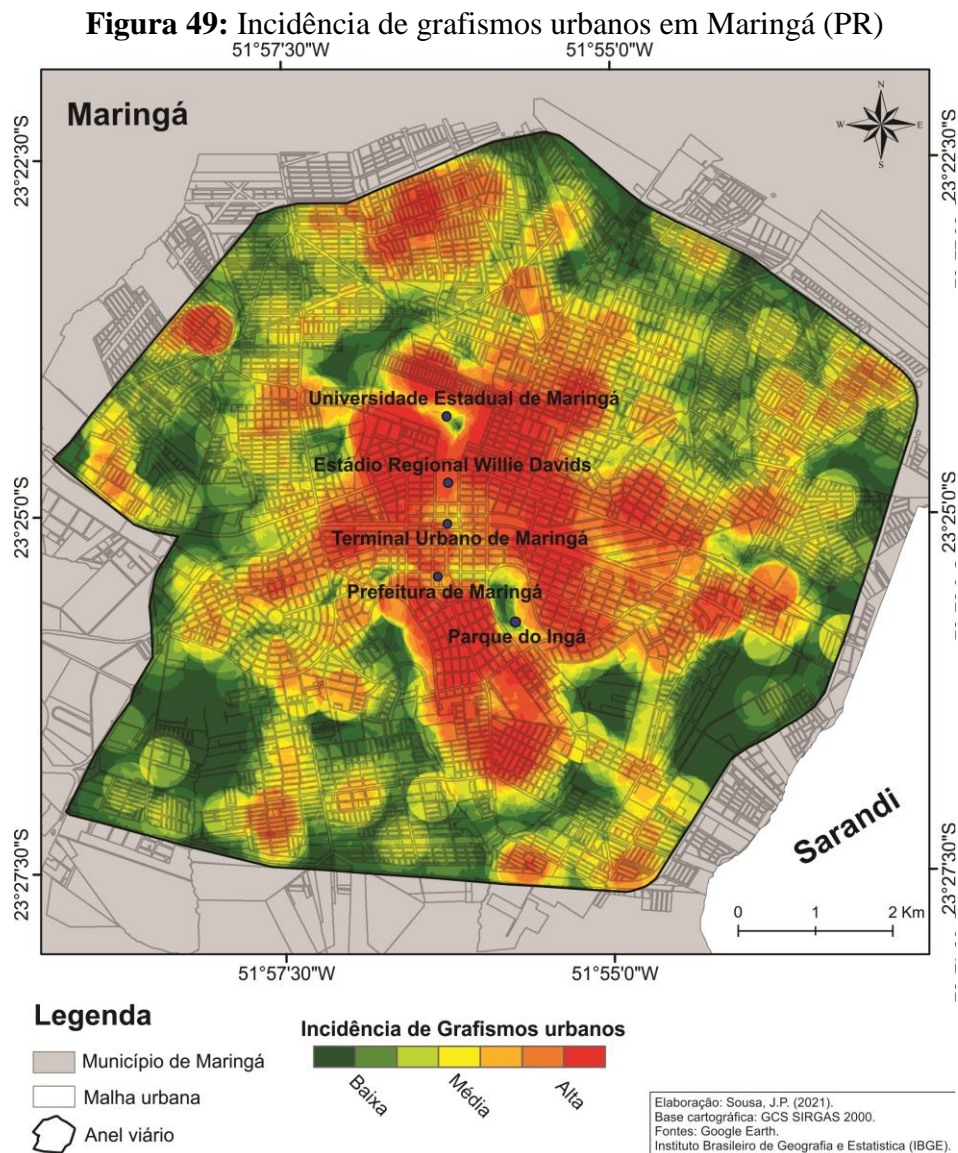 Figura 49: Incidência de grafismos urbanos em Maringá (PR)
51°57'30"W 51°55'0"W
Maringá
N
W E
S
23°22'30"S 23°22'30"S
Universidade Estadual de Maringá
Estádio Regional Willie Davids
23°25'0"S 23°25'0"S
Terminal Urbano de Maringá
Prefeitura de Maringá
Parque do Ingá
Sarandi
23°27'30"S 23°27'30"S
0 1 2 Km
51°57'30"W 51°55'0"W
Legenda
Município de Maringá
Malha urbana
Anel viário
Incidência de Grafismos urbanos
Baixa Média Alta
Elaboração: Sousa, J.P. (2021).
Base cartográfica: GCS SIRGAS 2000.
Fontes: Google Earth.
Instituto Brasileiro de Geografia e Estatistica (IBGE).